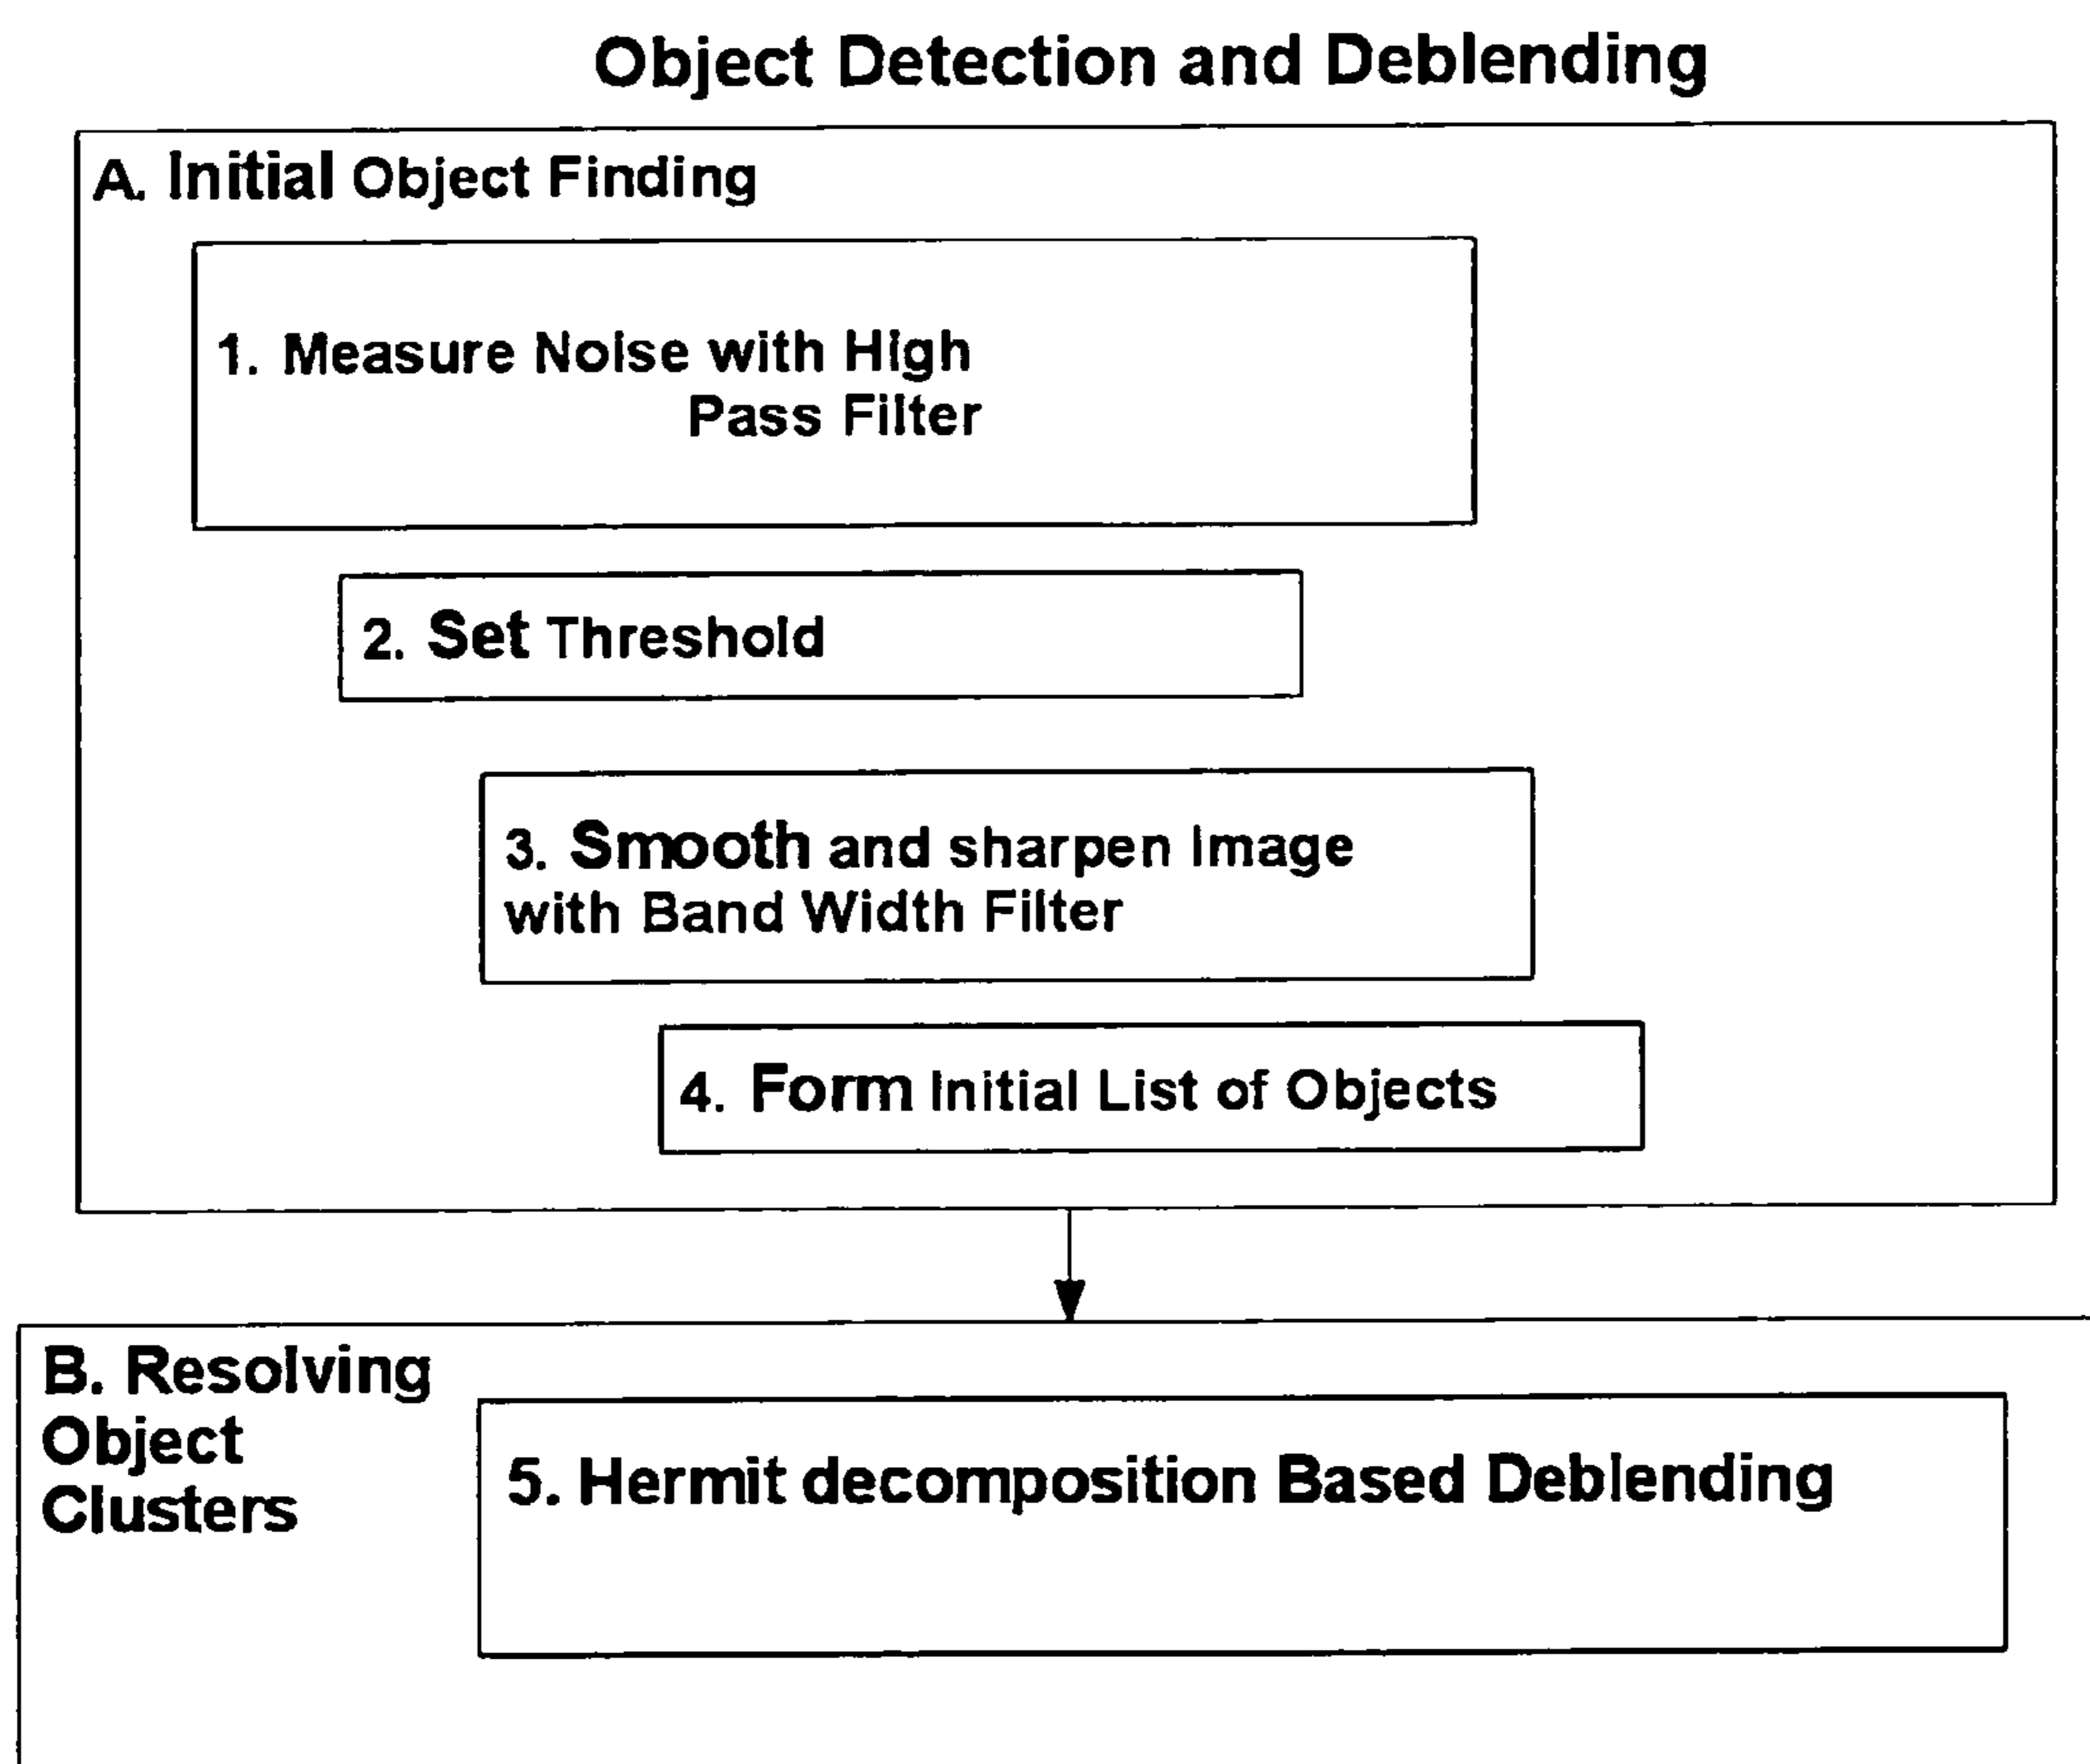 Object Detection and Deblending
A. Initial Object Finding
1. Measure Noise with High
Pass Filter
2. Set Threshold
3. Smooth and sharpen Image
with Band Width Filter
4. Form Initial List of Objects
B. Resolving
Object
Clusters
5. Hermit decomposition Based Deblending